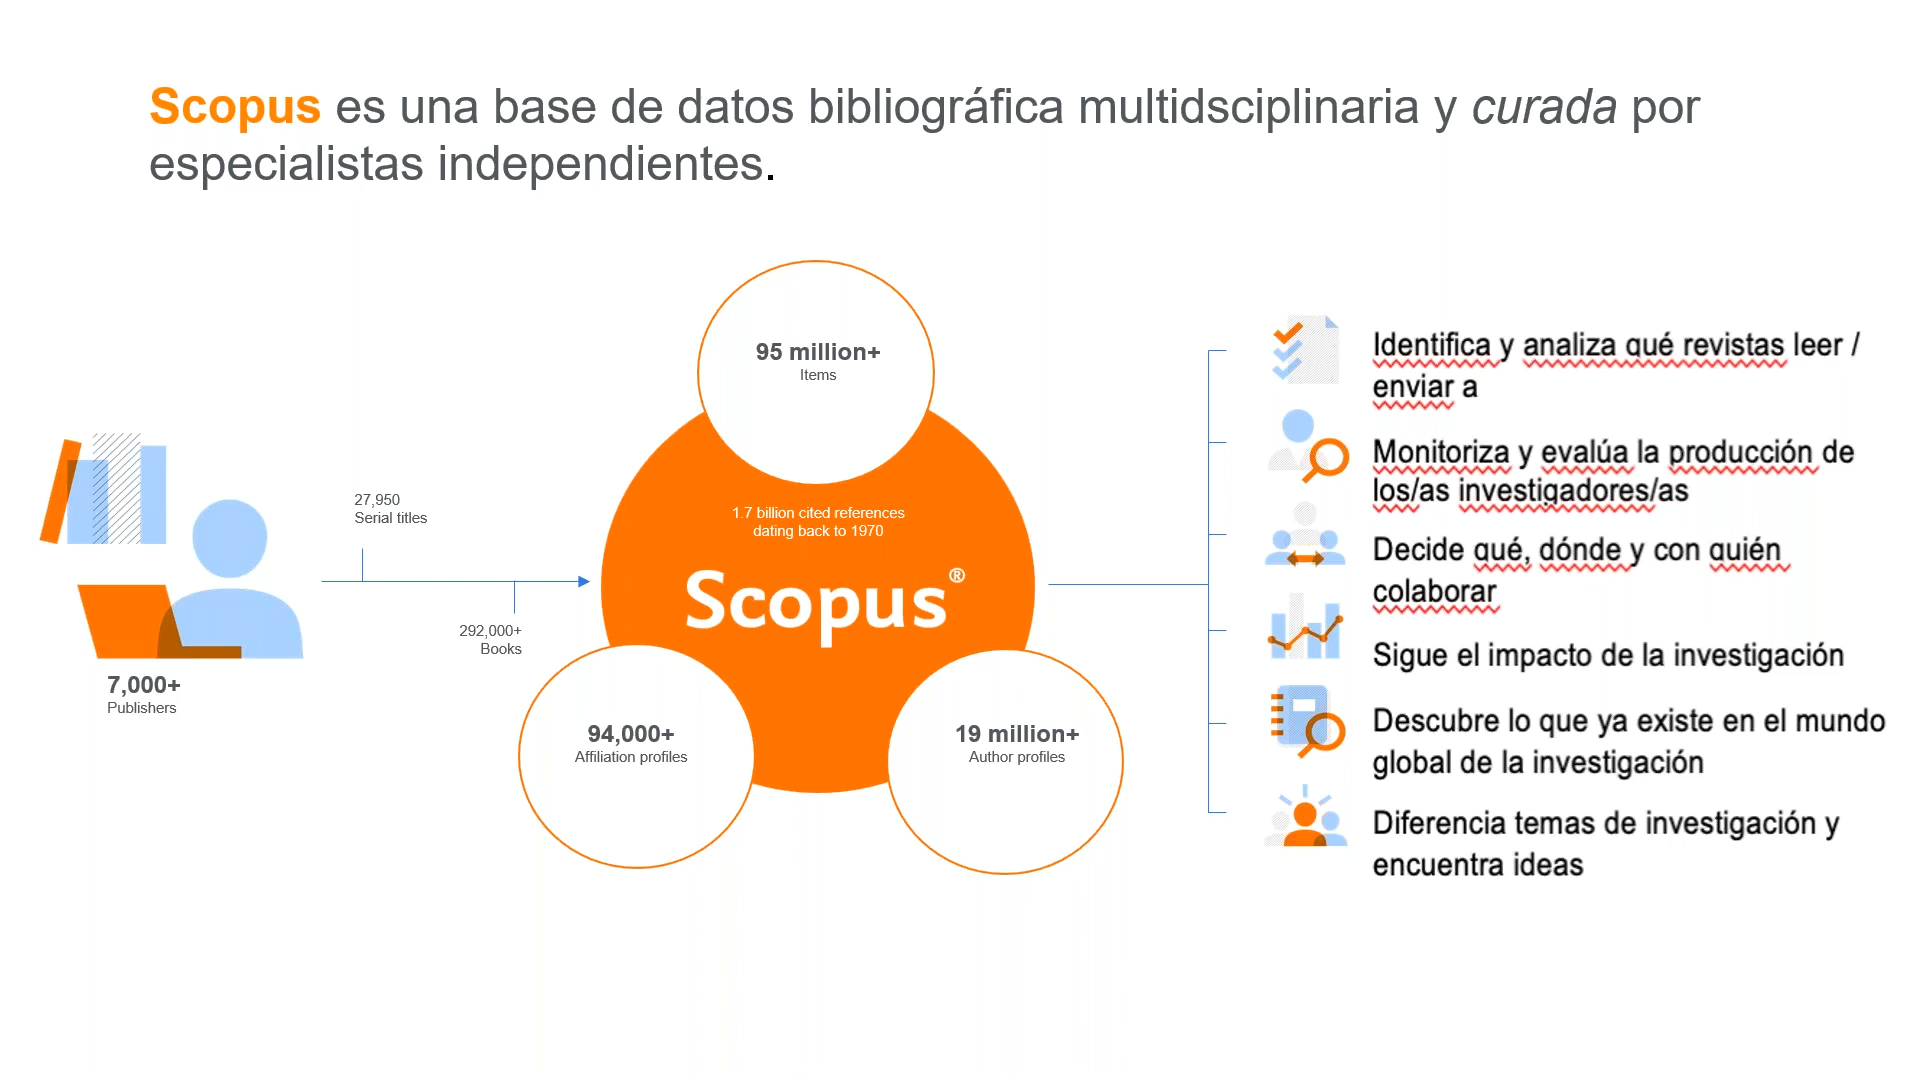 Scopus es una base de datos bibliográfica multidsciplinaria y curada por
especialistas independientes.
7,000+
Publishers
27,950
Serial titles
292,000+
Books
95 million+
Items
1.7 billion cited references
dating back to 1970
Scopus®
94,000+
Affiliation profiles
19 million+
Author profiles
Identifica y analiza qué revistas leer /
enviar a
Monitoriza y evalúa la producción de
los/as investigadores/as
Decide qué, dónde y con quién
colaborar
Sigue el impacto de la investigación
Descubre lo que ya existe en el mundo
global de la investigación
Diferencia temas de investigación y
encuentra ideas